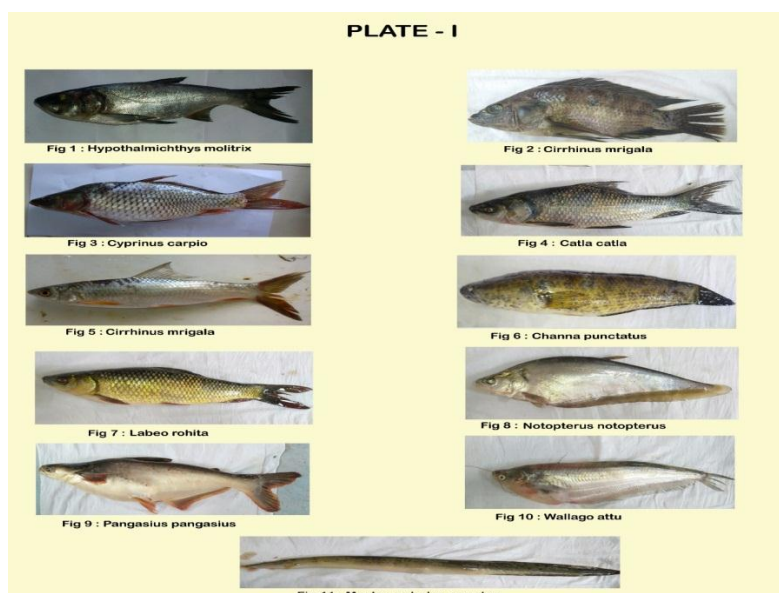 PLATE - I
Fig 1 : Hypothalmichthys molitrix
Fig 2 : Cirrhinus mrigala
Fig 3 : Cyprinus carpio
Fig 4 : Catla catla
Fig 5 : Cirrhinus mrigala
Fig 6 : Channa punctatus
Fig 7 : Labeo rohita
Fig 8 : Notopterus notopterus
Fig 9 : Pangasius pangasius
Fig 10 : Wallago attu